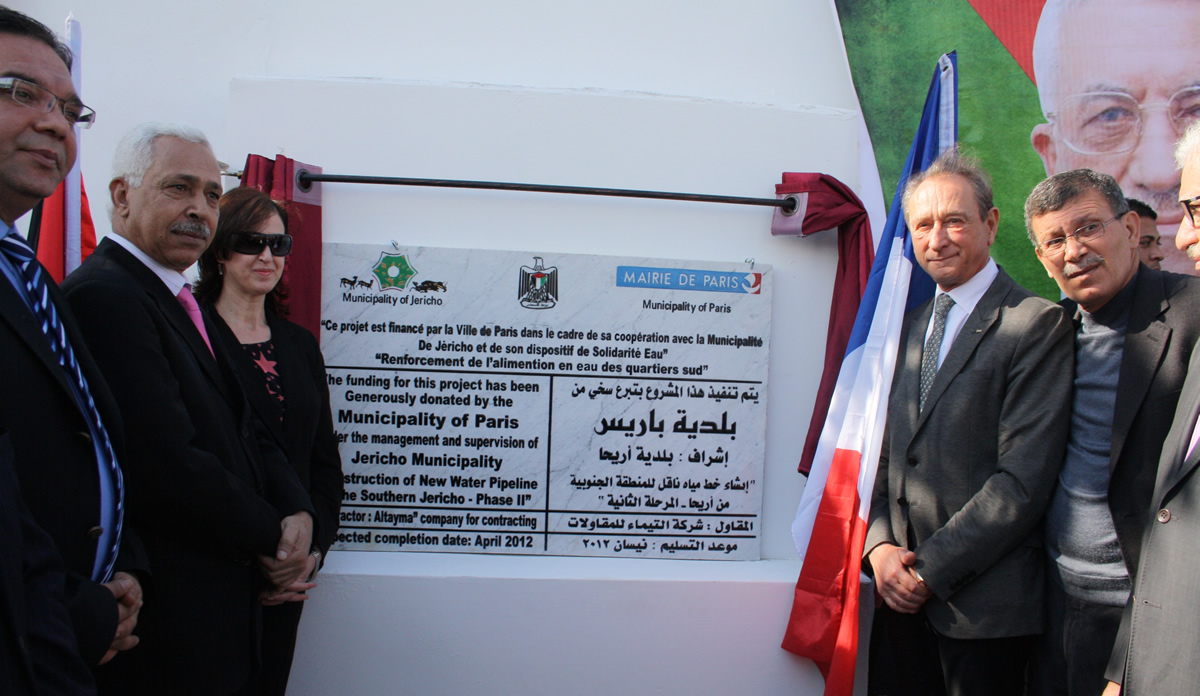 Municipality of Jericho
MAIRIE DE PARIS
Municipality of Paris
"Ce projet est financé par la Ville de Paris dans le cadre de sa coopération avec la Municipalité
De Jéricho et de son dispositif de Solidarité Eau"
"Renforcement de l'alimention en eau des quartiers sud"
The funding for this project has been
Generously donated by the
Municipality of Paris
the management and supervision of
Jericho Municipality
of New Water Pipeline
Southern Jericho - Phase II"
: Altayma" company for contracting
completion date: April 2012
يتم تنفيذ هذا المشروع بتبرع سخي من
بلدية باريس
إشراف : بلدية أريحا
"إنشاء خط مياه ناقل للمنطقة الجنوبية
من أريحا - المرحلة الثانية "
المقاول : شركة التيماء للمقاولات
موعد التسليم : نيسان ٢٠١٢